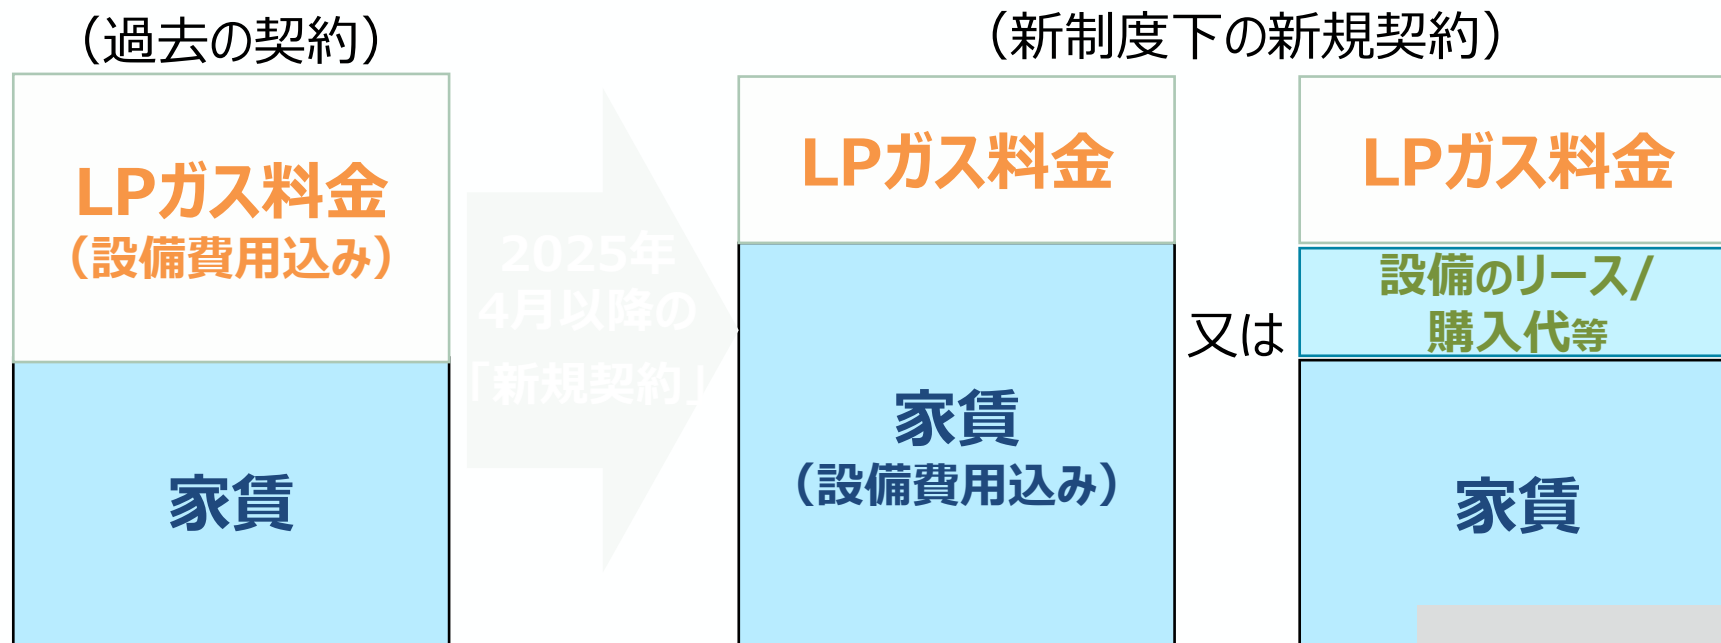 （過去の契約）
LPガス料金
（設備費用込み）
家賃
2025年
4月以降の
「新規契約」
（新制度下の新規契約）
LPガス料金
家賃
（設備費用込み）
又は
LPガス料金
設備のリース/
購入代等
家賃